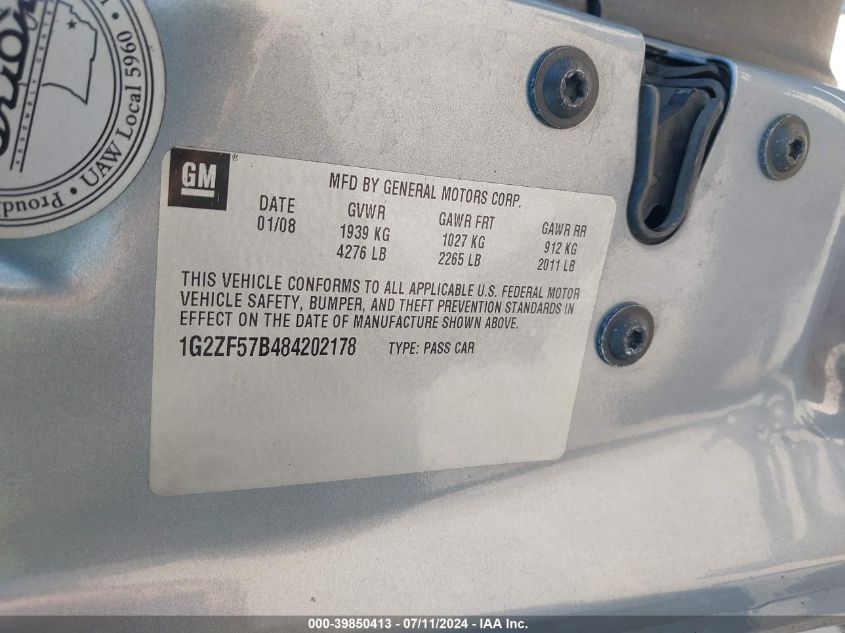 UAW Local 5960
GM ®
MFD BY GENERAL MOTORS CORP.
DATE GVWR GAWR FRT GAWR RR
01/08 1939 KG 1027 KG 912 KG
4276 LB 2265 LB 2011 LB
THIS VEHICLE CONFORMS TO ALL APPLICABLE U.S. FEDERAL MOTOR
VEHICLE SAFETY, BUMPER, AND THEFT PREVENTION STANDARDS IN
EFFECT ON THE DATE OF MANUFACTURE SHOWN ABOVE.
1G2ZF57B484202178 TYPE: PASS CAR
000-39850413 - 07/11/2024 - IAA Inc.